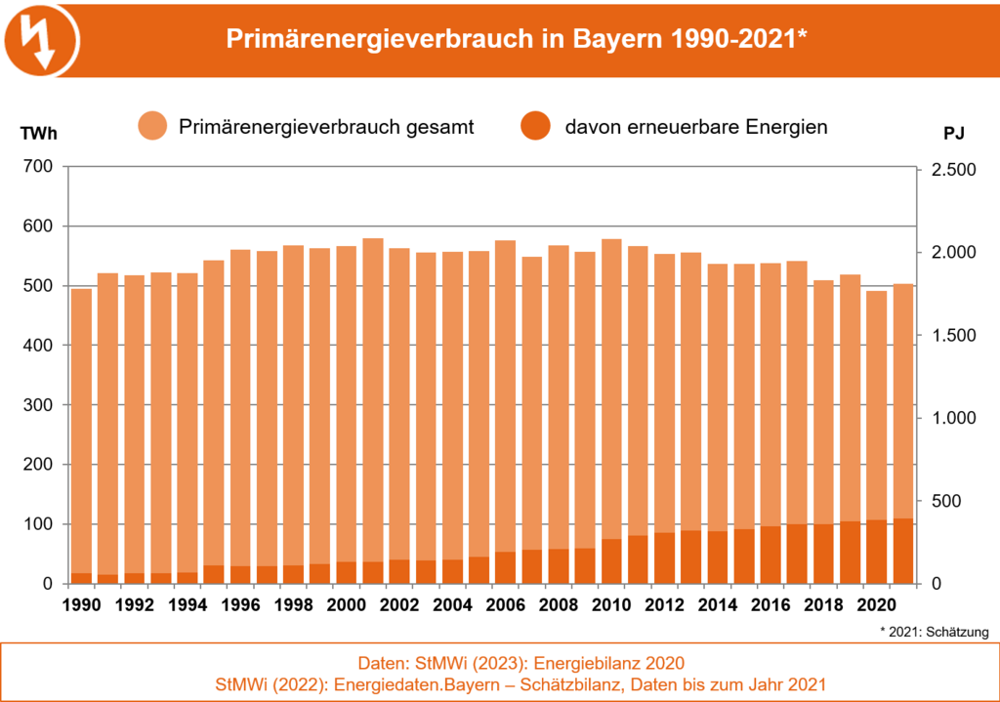 Primärenergieverbrauch in Bayern 1990-2021*
TWh
Primärenergieverbrauch gesamt
davon erneuerbare Energien
PJ
700
600
500
400
300
200
100
0
2.500
2.000
1.500
1.000
500
0
1990 1992 1994 1996 1998 2000 2002 2004 2006 2008 2010 2012 2014 2016 2018 2020
* 2021: Schätzung
Daten: StMWi (2023): Energiebilanz 2020
StMWi (2022): Energiedaten.Bayern – Schätzbilanz, Daten bis zum Jahr 2021